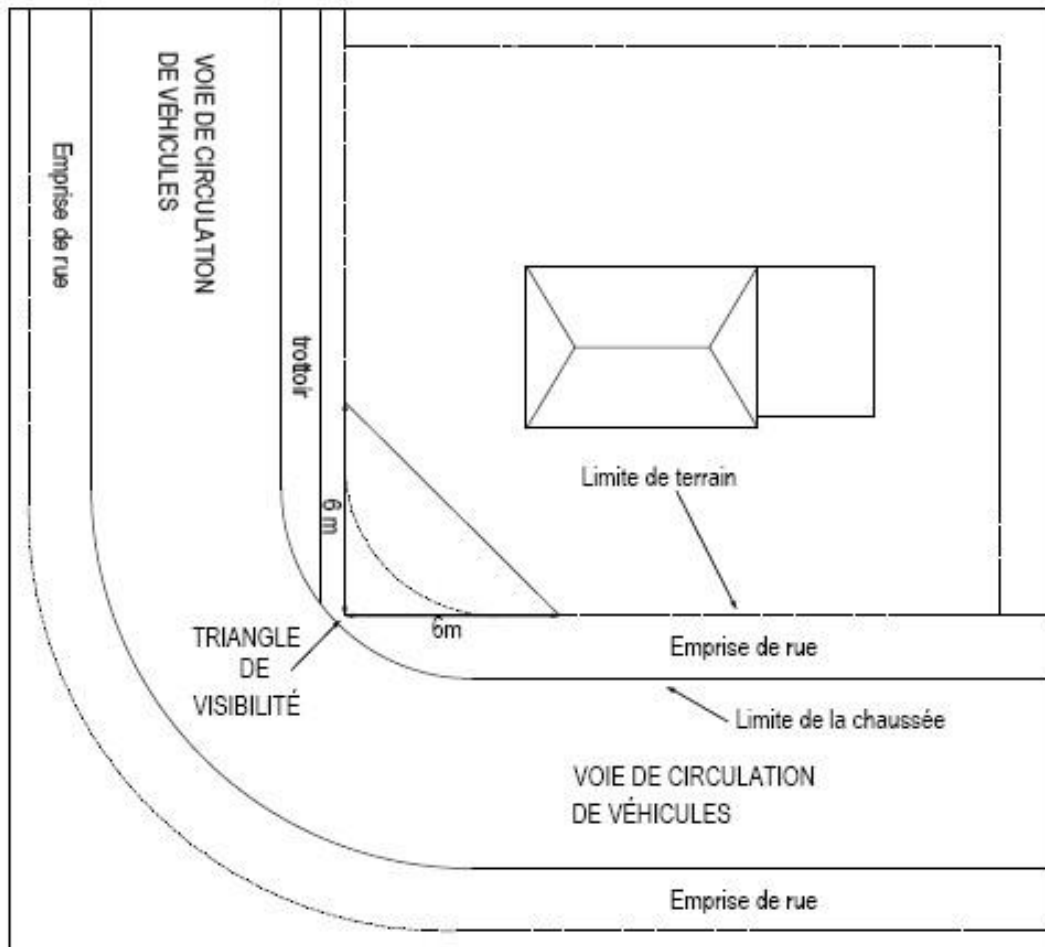 VOIE DE CIRCULATION
DE VÉHICULES
Emprise de rue
trottoir
6 m
6m
Limite de terrain
TRIANGLE
DE
VISIBILITÉ
Emprise de rue
Limite de la chaussée
VOIE DE CIRCULATION
DE VÉHICULES
Emprise de rue